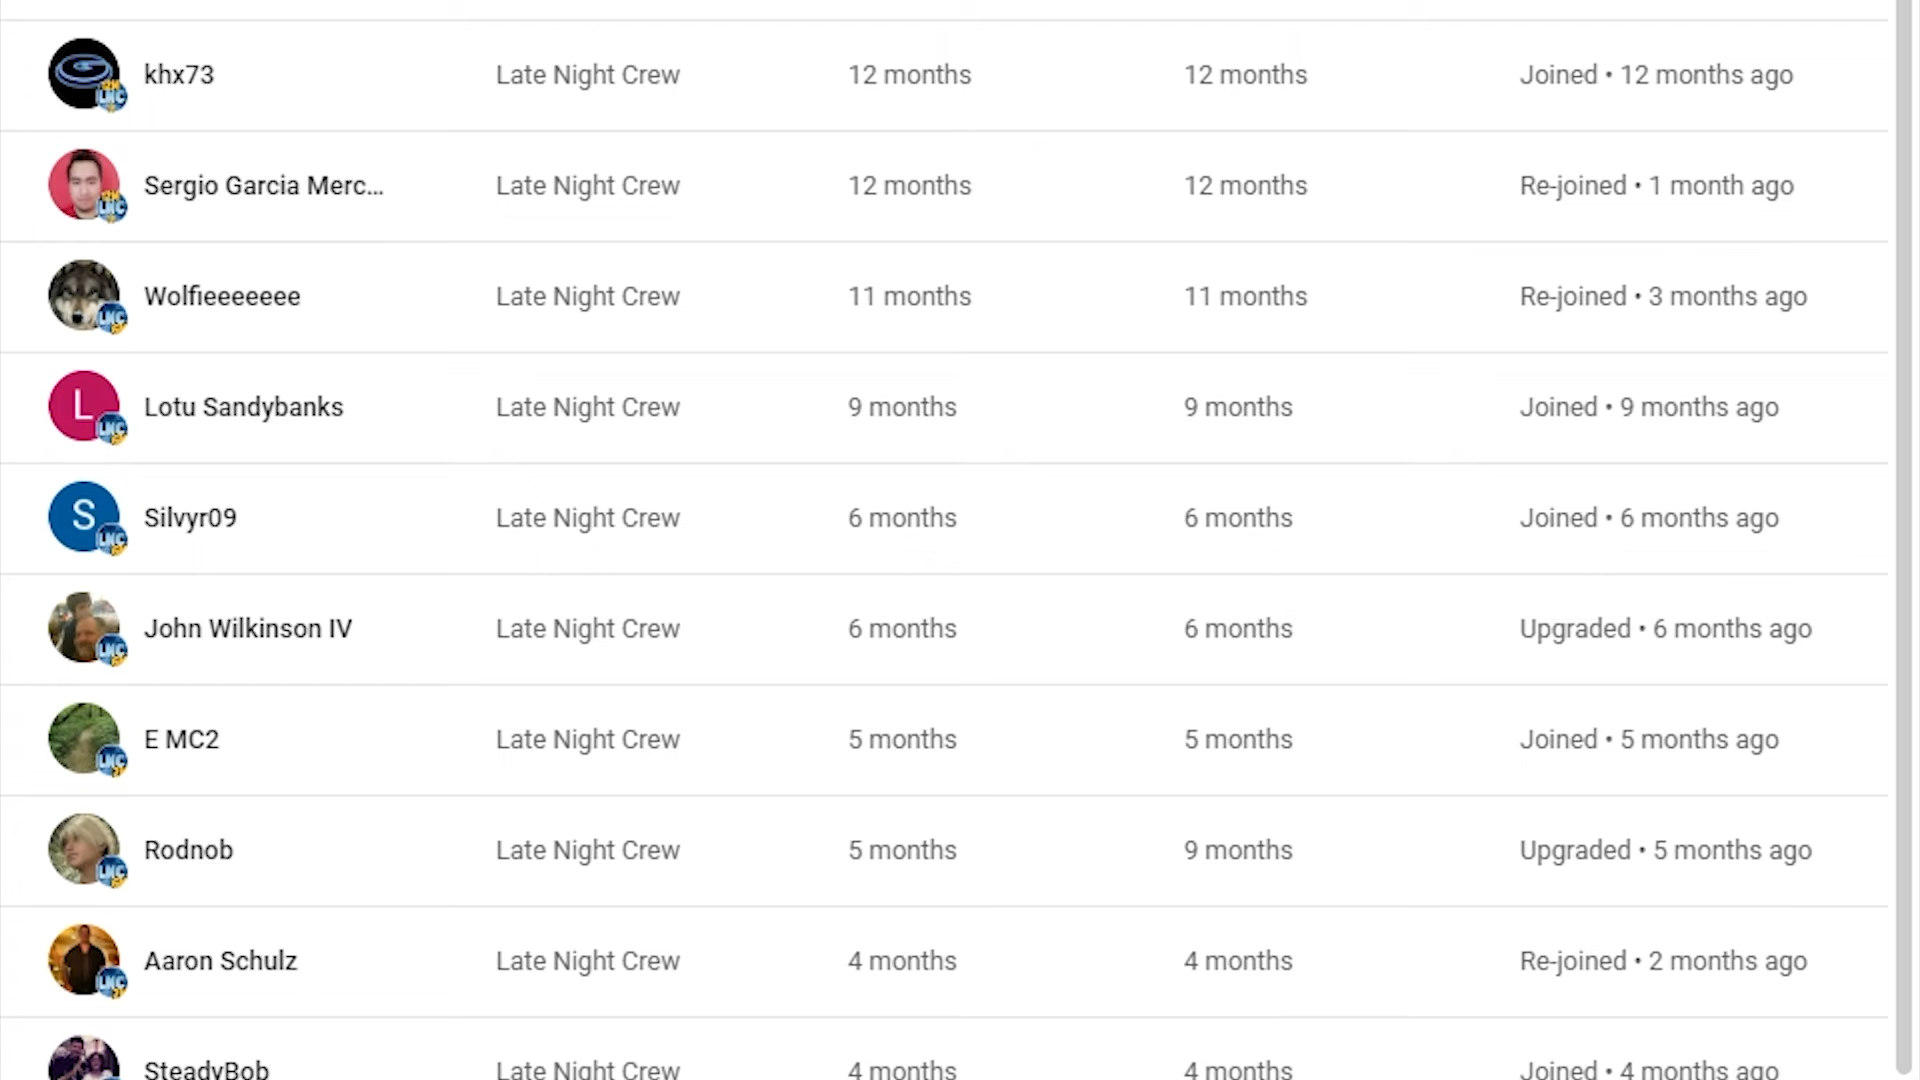 khx73 Late Night Crew 12 months 12 months Joined • 12 months ago
Sergio Garcia Merc... Late Night Crew 12 months 12 months Re-joined • 1 month ago
Wolfieeeeeee Late Night Crew 11 months 11 months Re-joined • 3 months ago
L Lotu Sandybanks Late Night Crew 9 months 9 months Joined • 9 months ago
S Silvyr09 Late Night Crew 6 months 6 months Joined • 6 months ago
John Wilkinson IV Late Night Crew 6 months 6 months Upgraded • 6 months ago
E MC2 Late Night Crew 5 months 5 months Joined • 5 months ago
Rodnob Late Night Crew 5 months 9 months Upgraded • 5 months ago
Aaron Schulz Late Night Crew 4 months 4 months Re-joined • 2 months ago
SteadyBob Late Night Crew 4 months 4 months Joined • 4 months ago